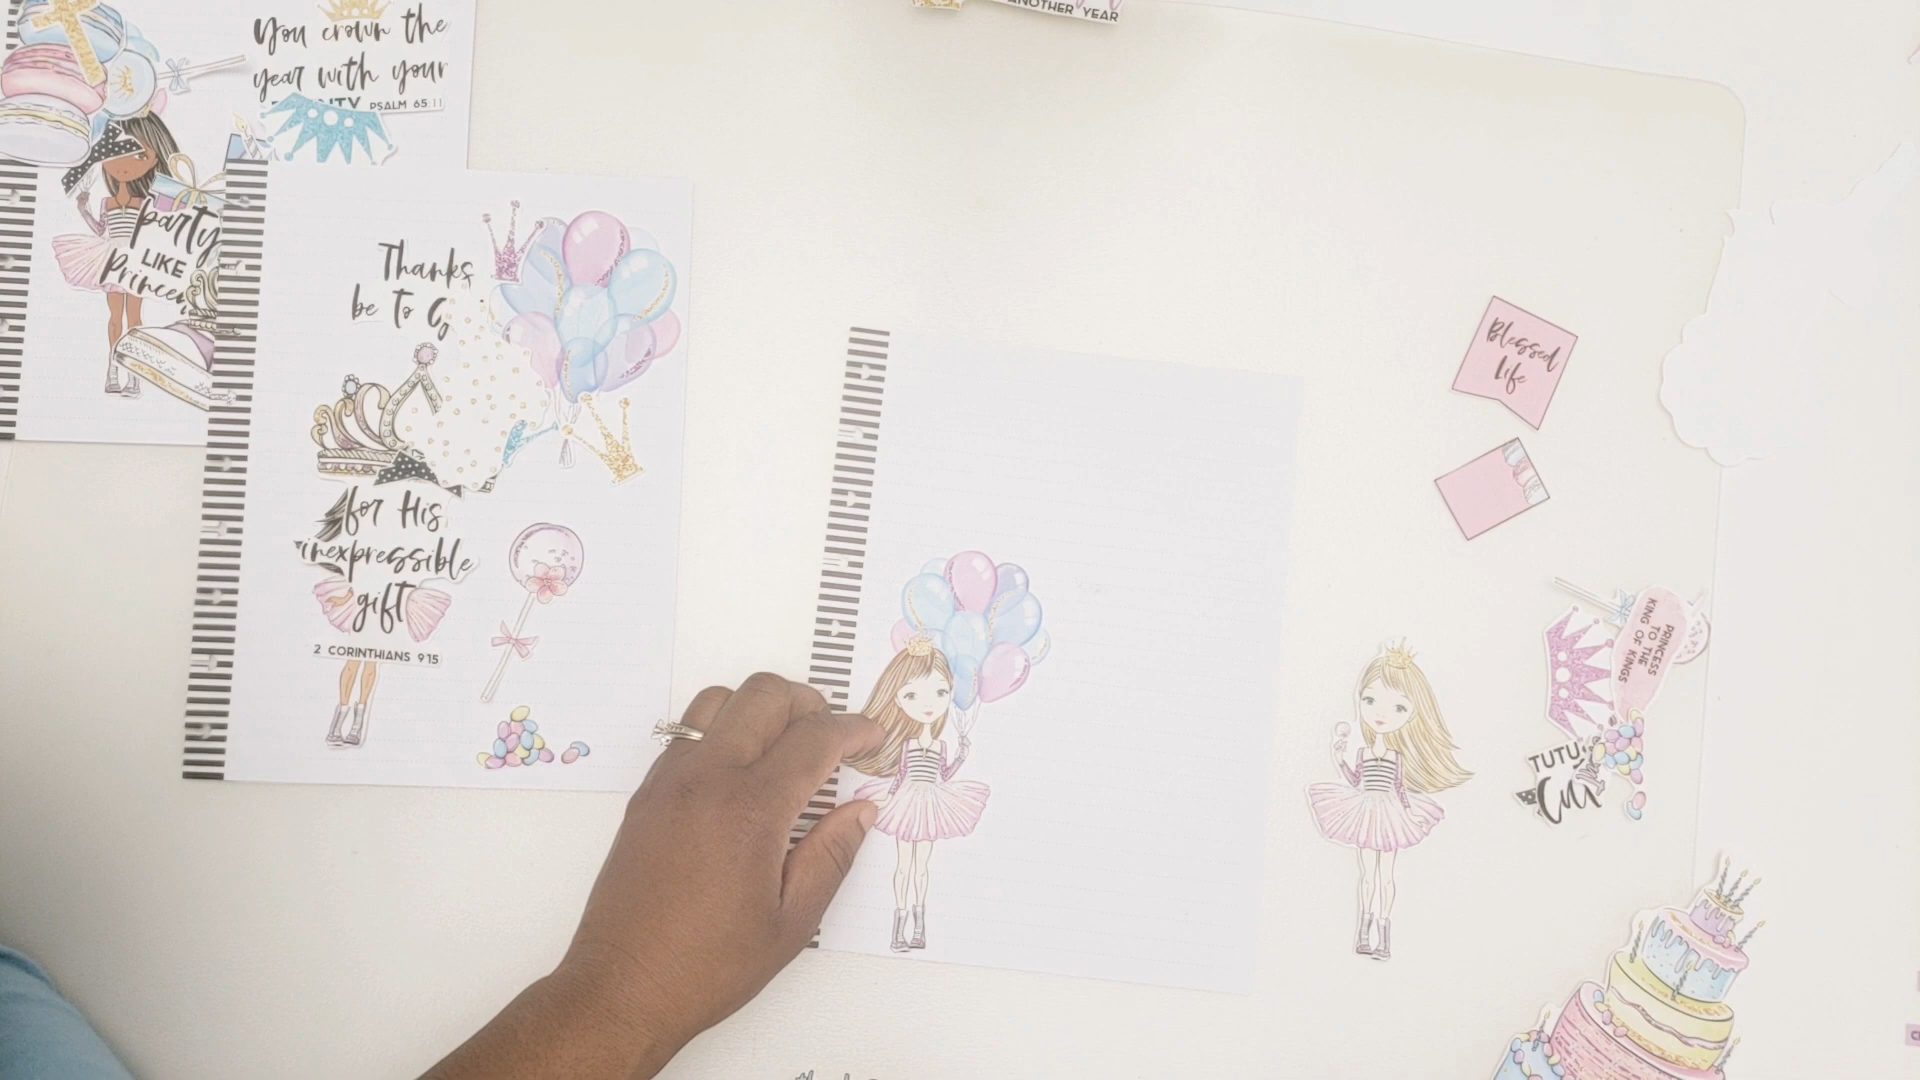 ANOTHER YEAR
You crown the
year with your
PSALM 65:11
party
LIKE
Thanks
be to
for His
inexpressible
gift
2 CORINTHIANS 9:15
Blessed
Life
PRINCESS
TO THE
KING OF
KINGS
TUTU